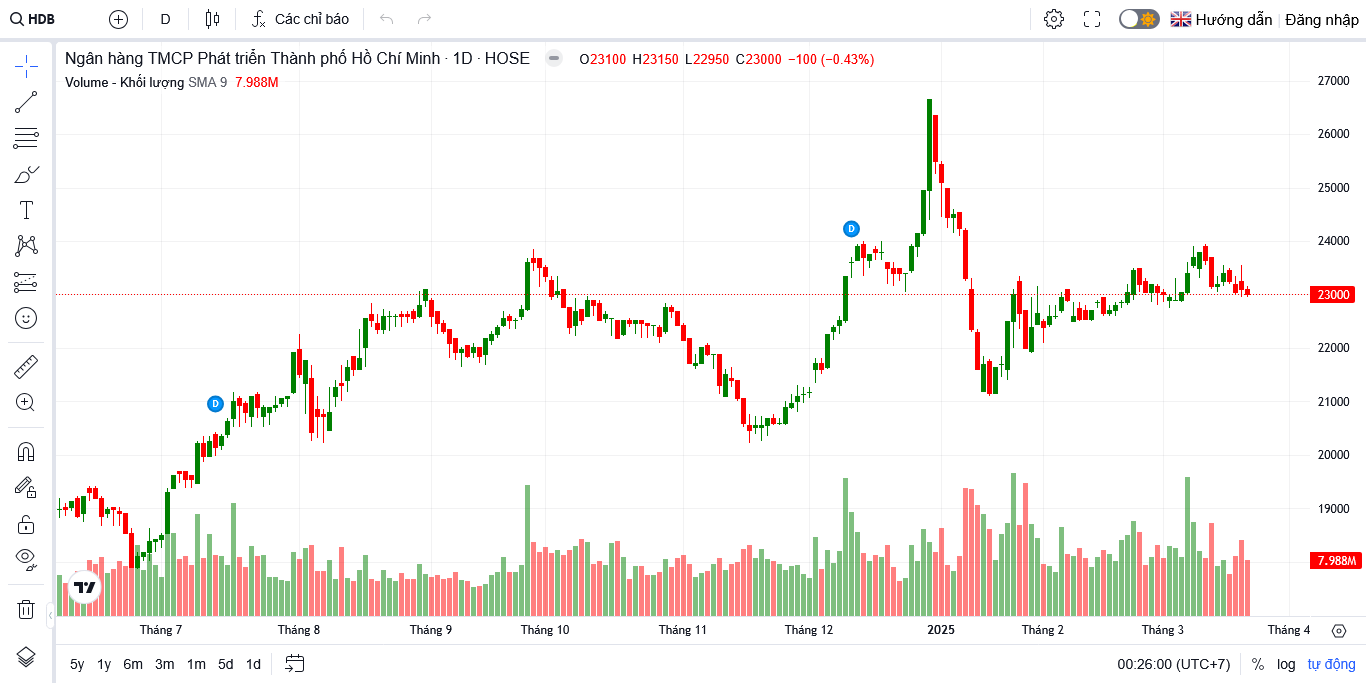 HDB D Các chỉ báo Hướng dẫn Đăng nhập
Ngân hàng TMCP Phát triển Thành phố Hồ Chí Minh · 1D · HOSE O23100 H23150 L22950 C23000 −100 (−0.43%)
Volume - Khối lượng SMA 9 7.988M
27000
26000
25000
24000
23000
22000
21000
20000
19000
7.988M
D
D
Tháng 7 Tháng 8 Tháng 9 Tháng 10 Tháng 11 Tháng 12 2025 Tháng 2 Tháng 3 Tháng 4
5y 1y 6m 3m 1m 5d 1d 00:26:00 (UTC+7) % log tự động